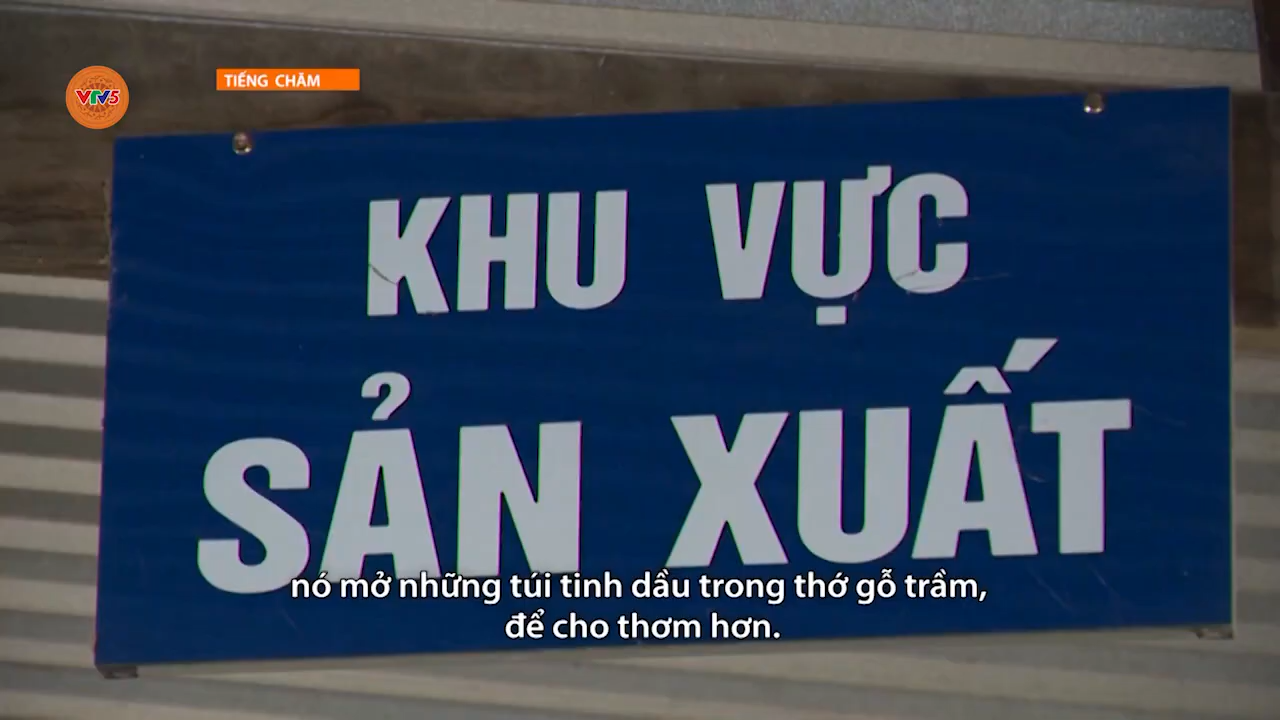 VTV5
TIẾNG CHĂM
KHU VỰC
SẢN XUẤT
nó mở những túi tinh dầu trong thớ gỗ trầm,
để cho thơm hơn.